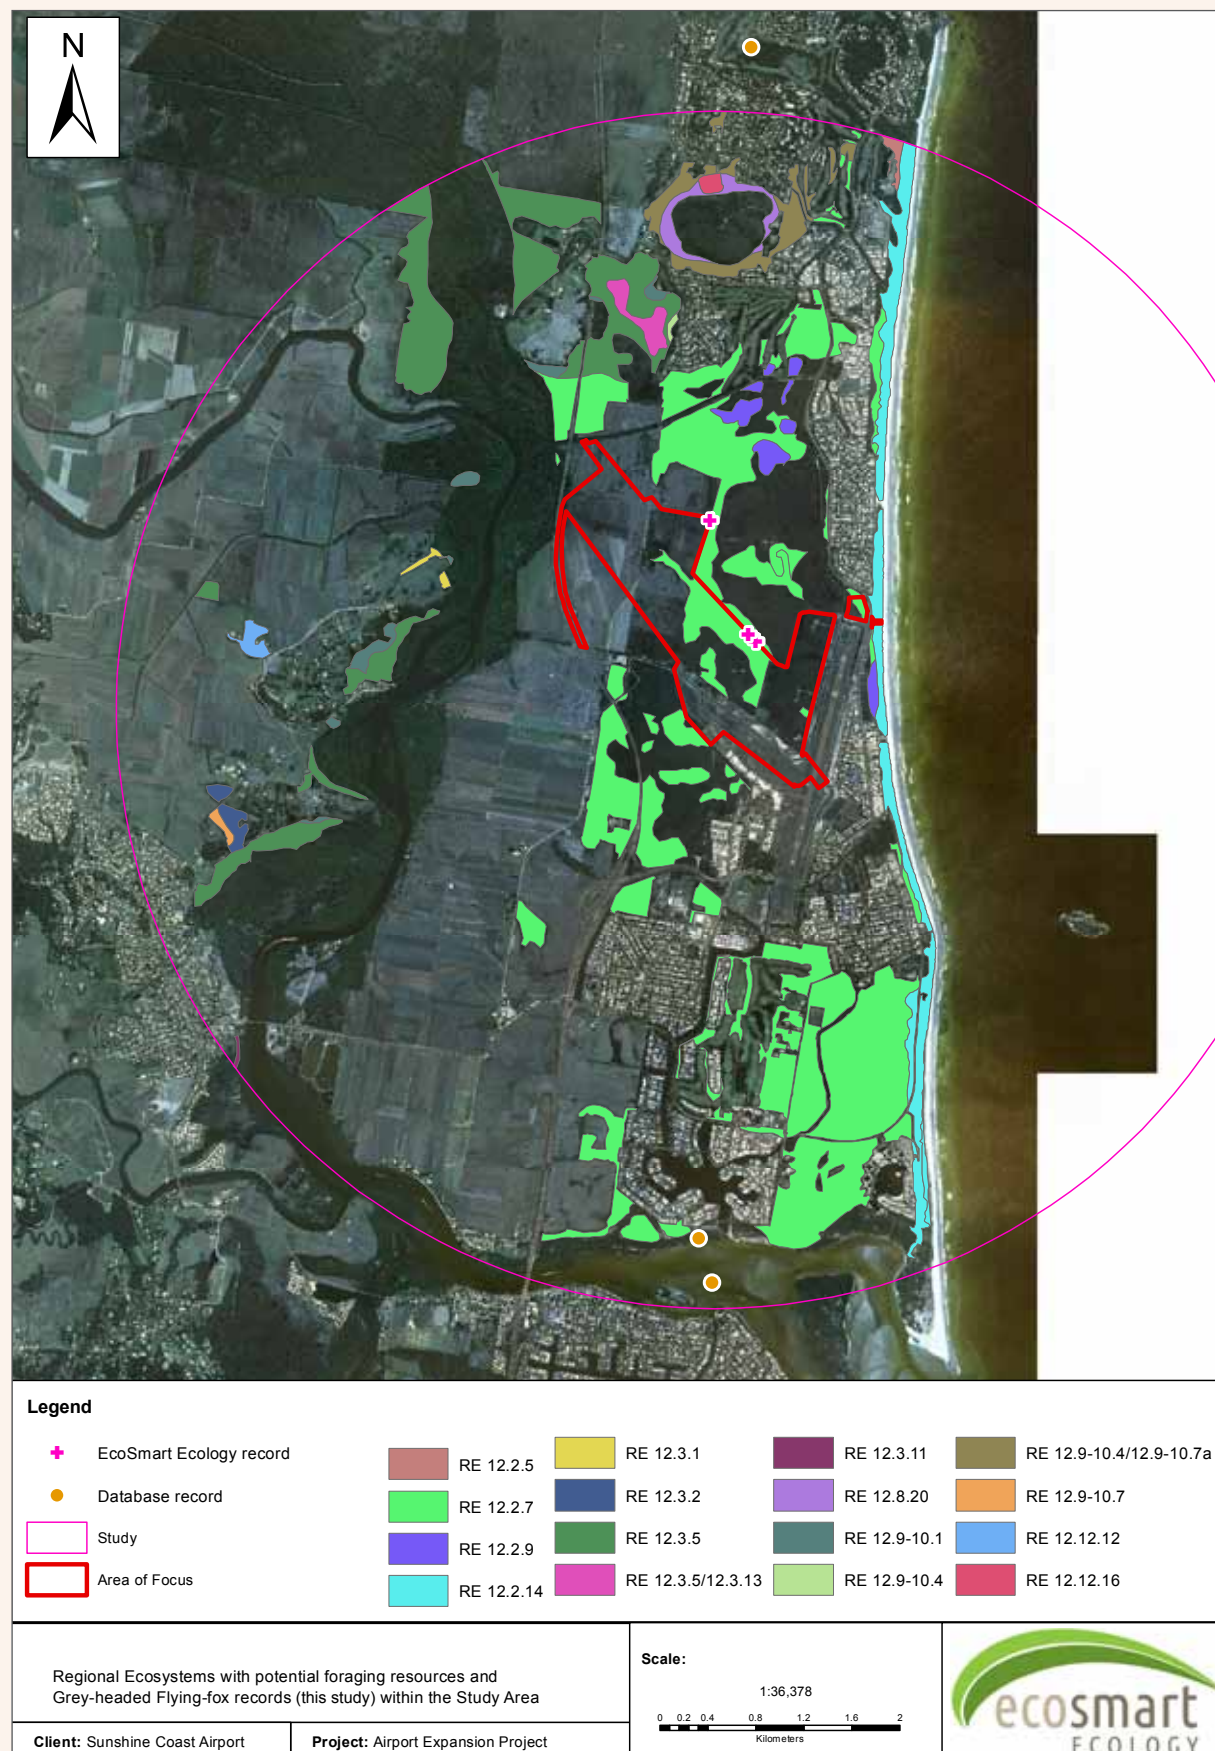 N
Legend
EcoSmart Ecology record
Database record
Study
Area of Focus
RE 12.2.5
RE 12.2.7
RE 12.2.9
RE 12.2.14
RE 12.3.1
RE 12.3.2
RE 12.3.5
RE 12.3.5/12.3.13
RE 12.3.11
RE 12.8.20
RE 12.9-10.1
RE 12.9-10.4
RE 12.9-10.4/12.9-10.7a
RE 12.9-10.7
RE 12.12.12
RE 12.12.16
Regional Ecosystems with potential foraging resources and
Grey-headed Flying-fox records (this study) within the Study Area
Client: Sunshine Coast Airport
Project: Airport Expansion Project
Scale:
1:36,378
0 0.2 0.4 0.8 1.2 1.6 2
Kilometers
ecosmart
ECOLOGY